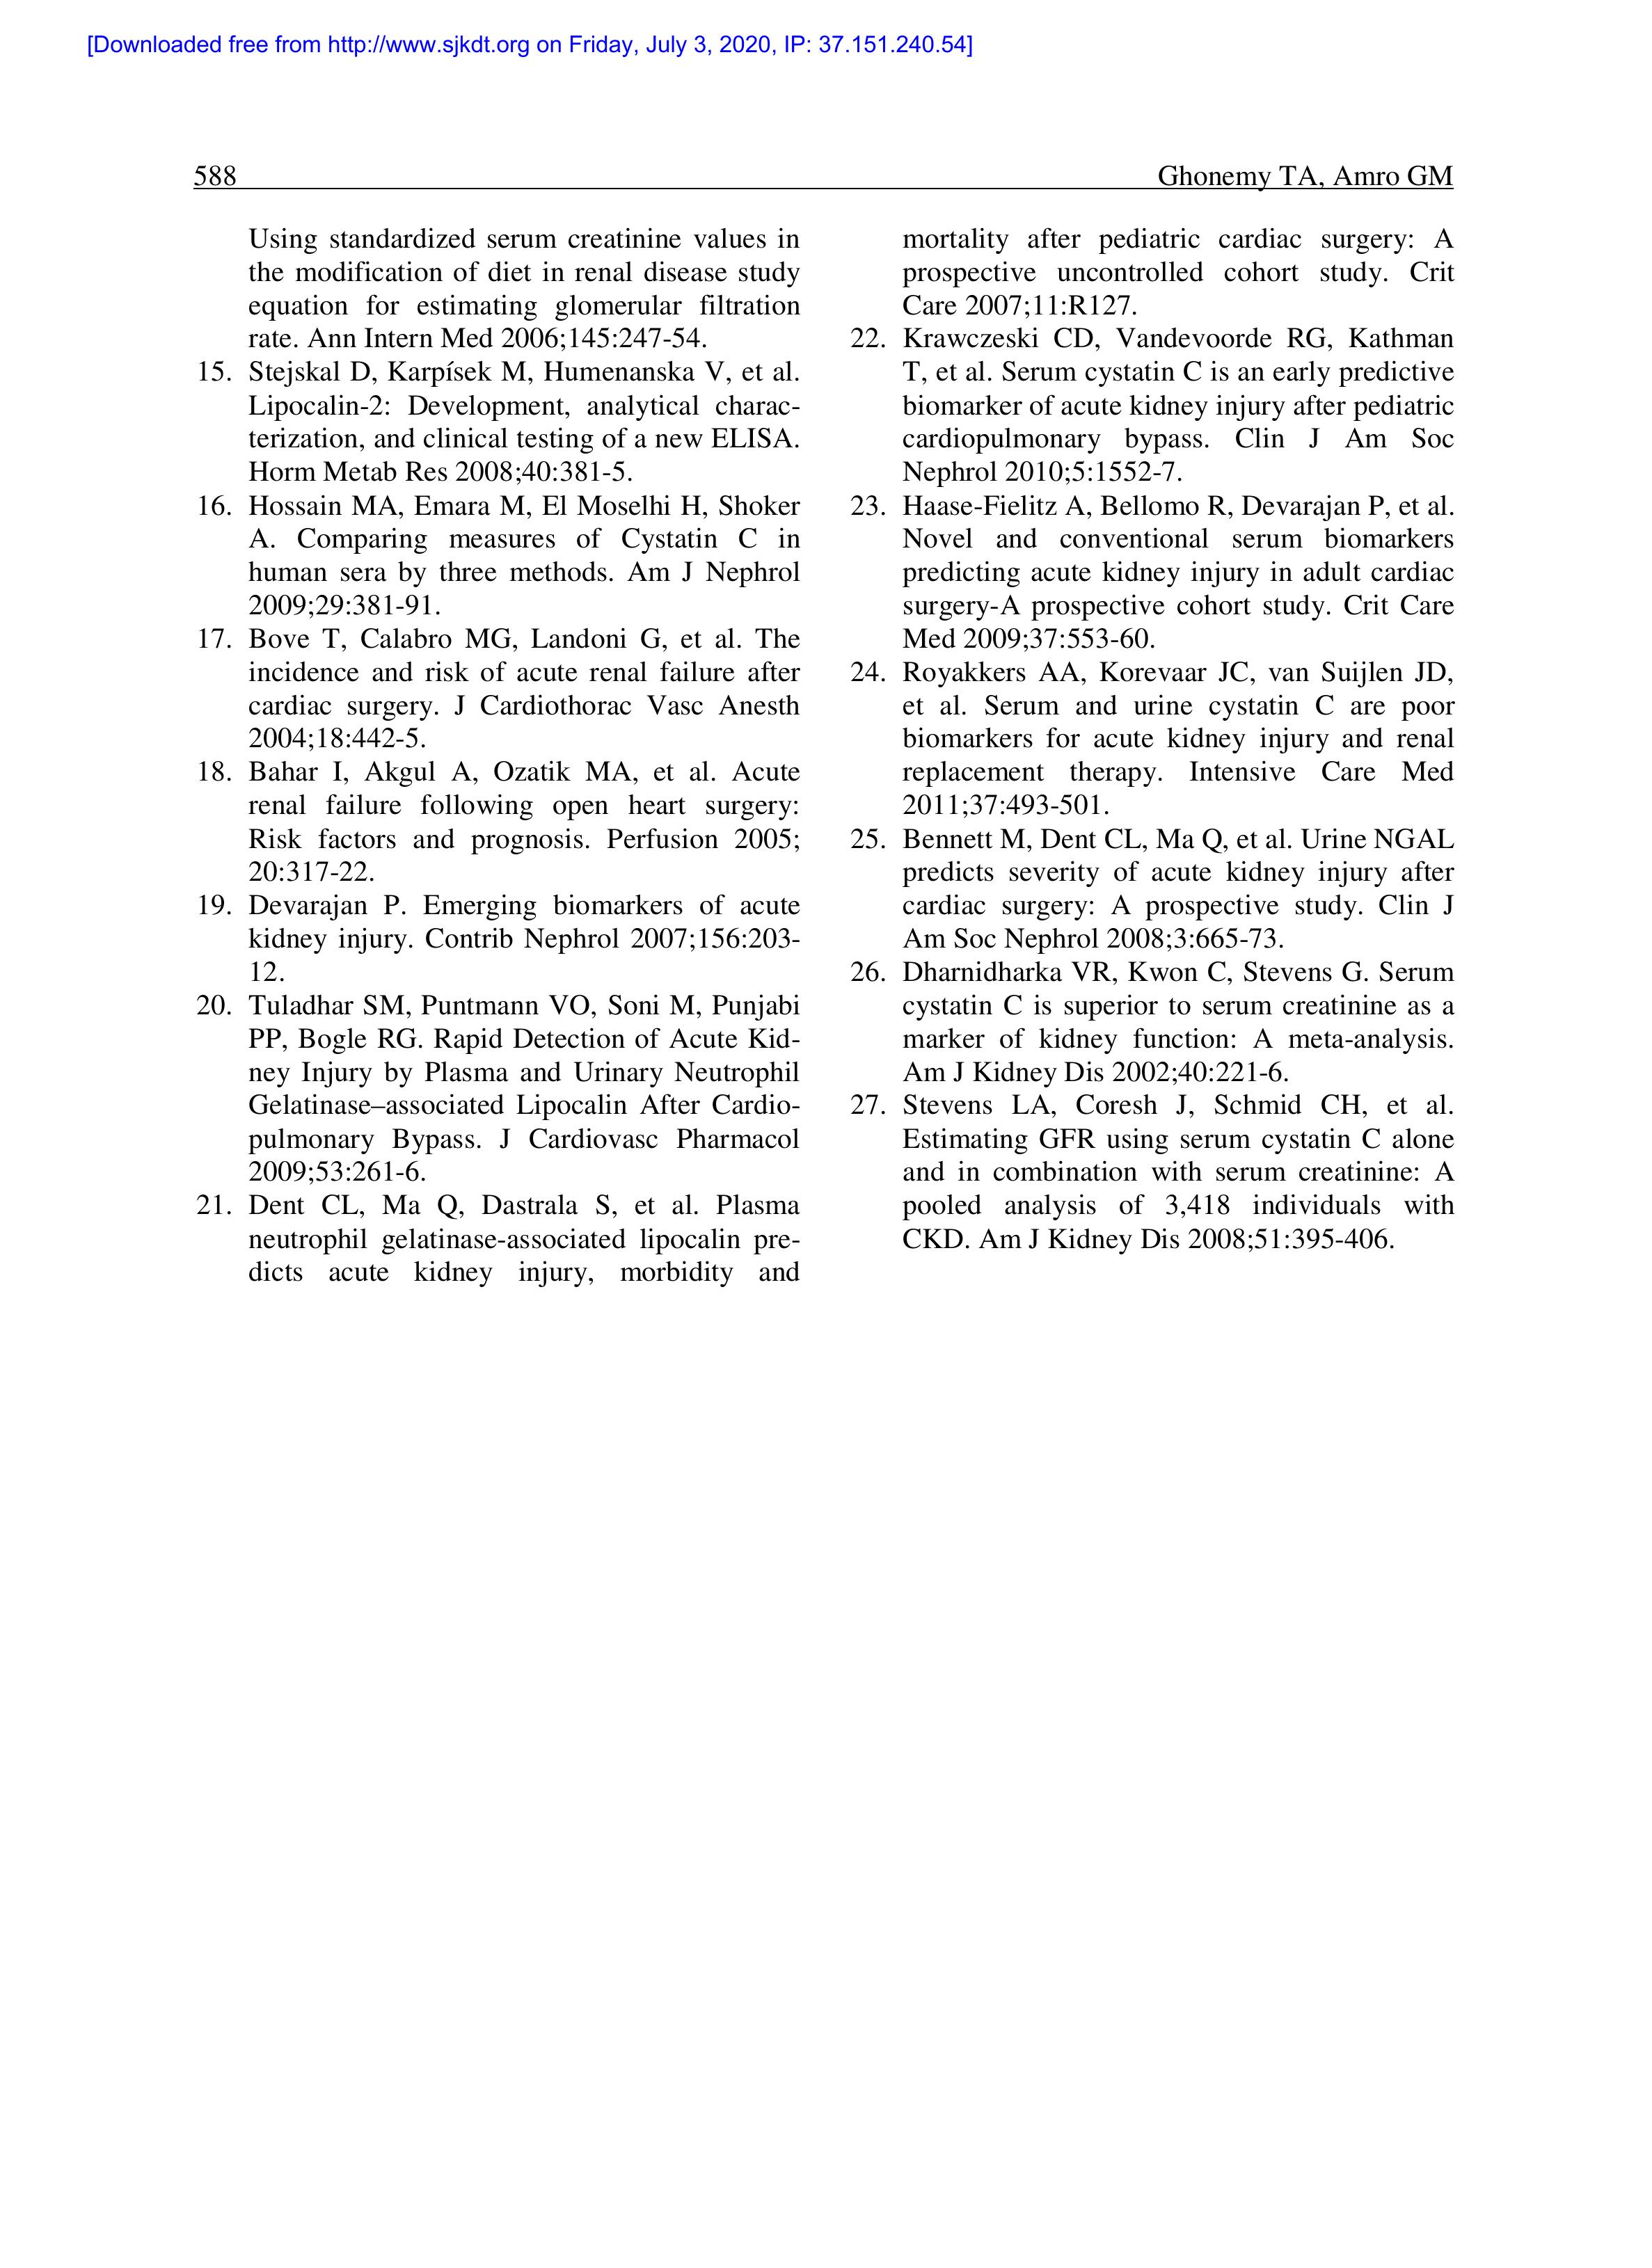 [Downloaded free from http://www.sjkdt.org on Friday, July 3, 2020, IP: 37.151.240.54]
588 Ghonemy TA, Amro GM
Using standardized serum creatinine values in
the modification of diet in renal disease study
equation for estimating glomerular filtration
rate. Ann Intern Med 2006;145:247-54.
15. Stejskal D, Karpísek M, Humenanska V, et al.
Lipocalin-2: Development, analytical charac-
terization, and clinical testing of a new ELISA.
Horm Metab Res 2008;40:381-5.
16. Hossain MA, Emara M, El Moselhi H, Shoker
A. Comparing measures of Cystatin C in
human sera by three methods. Am J Nephrol
2009;29:381-91.
17. Bove T, Calabro MG, Landoni G, et al. The
incidence and risk of acute renal failure after
cardiac surgery. J Cardiothorac Vasc Anesth
2004;18:442-5.
18. Bahar I, Akgul A, Ozatik MA, et al. Acute
renal failure following open heart surgery:
Risk factors and prognosis. Perfusion 2005;
20:317-22.
19. Devarajan P. Emerging biomarkers of acute
kidney injury. Contrib Nephrol 2007;156:203-
12.
20. Tuladhar SM, Puntmann VO, Soni M, Punjabi
PP, Bogle RG. Rapid Detection of Acute Kid-
ney Injury by Plasma and Urinary Neutrophil
Gelatinase–associated Lipocalin After Cardio-
pulmonary Bypass. J Cardiovasc Pharmacol
2009;53:261-6.
21. Dent CL, Ma Q, Dastrala S, et al. Plasma
neutrophil gelatinase-associated lipocalin pre-
dicts acute kidney injury, morbidity and
mortality after pediatric cardiac surgery: A
prospective uncontrolled cohort study. Crit
Care 2007;11:R127.
22. Krawczeski CD, Vandevoorde RG, Kathman
T, et al. Serum cystatin C is an early predictive
biomarker of acute kidney injury after pediatric
cardiopulmonary bypass. Clin J Am Soc
Nephrol 2010;5:1552-7.
23. Haase-Fielitz A, Bellomo R, Devarajan P, et al.
Novel and conventional serum biomarkers
predicting acute kidney injury in adult cardiac
surgery-A prospective cohort study. Crit Care
Med 2009;37:553-60.
24. Royakkers AA, Korevaar JC, van Suijlen JD,
et al. Serum and urine cystatin C are poor
biomarkers for acute kidney injury and renal
replacement therapy. Intensive Care Med
2011;37:493-501.
25. Bennett M, Dent CL, Ma Q, et al. Urine NGAL
predicts severity of acute kidney injury after
cardiac surgery: A prospective study. Clin J
Am Soc Nephrol 2008;3:665-73.
26. Dharnidharka VR, Kwon C, Stevens G. Serum
cystatin C is superior to serum creatinine as a
marker of kidney function: A meta-analysis.
Am J Kidney Dis 2002;40:221-6.
27. Stevens LA, Coresh J, Schmid CH, et al.
Estimating GFR using serum cystatin C alone
and in combination with serum creatinine: A
pooled analysis of 3,418 individuals with
CKD. Am J Kidney Dis 2008;51:395-406.